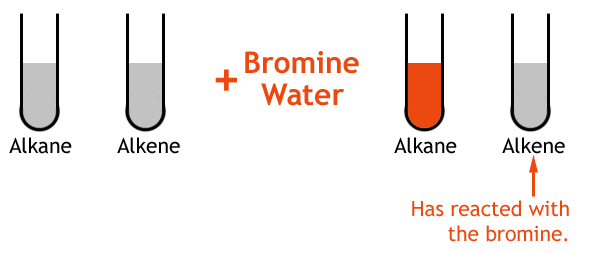 + Bromine
Water
Alkane
Alkene
Alkane
Alkene
Has reacted with
the bromine.